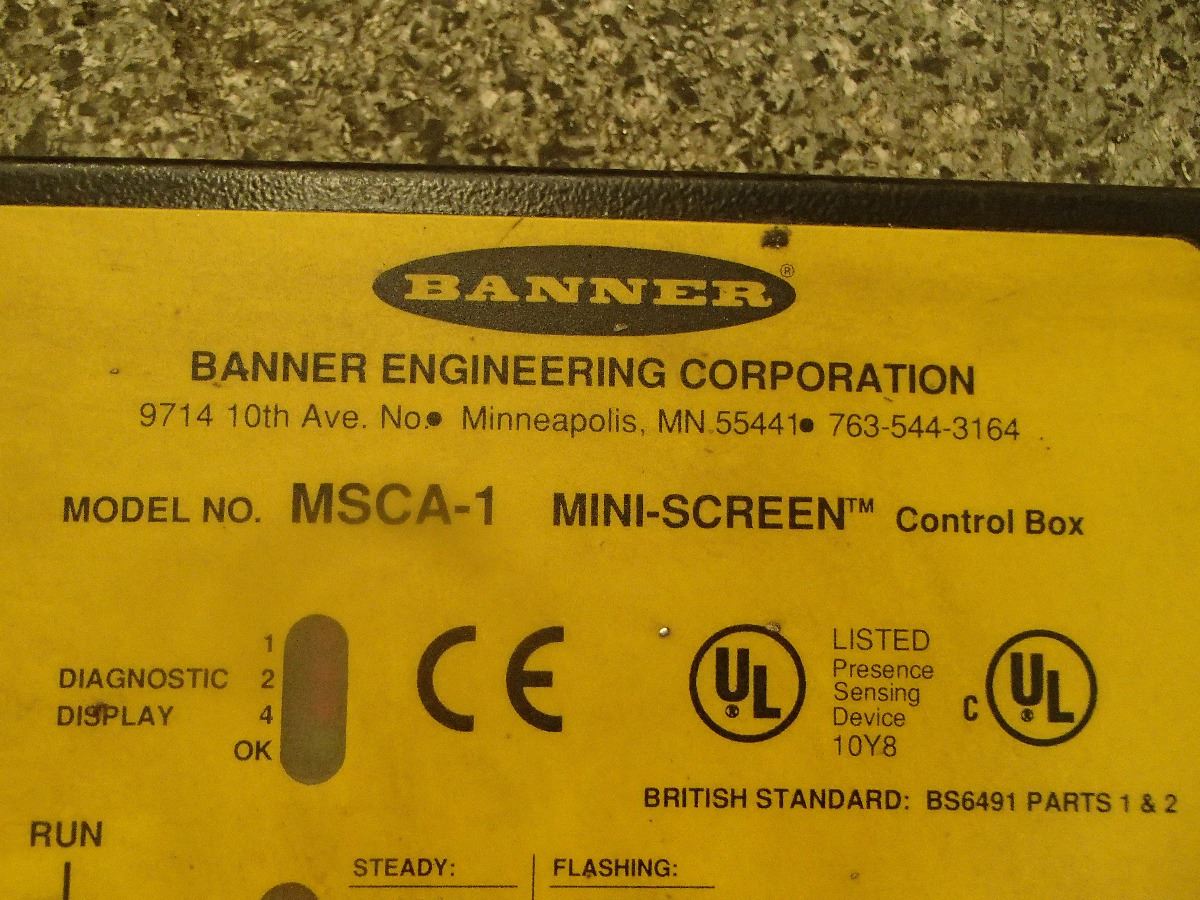 BANNER®
BANNER ENGINEERING CORPORATION
9714 10th Ave. No.• Minneapolis, MN 55441• 763-544-3164
MODEL NO. MSCA-1 MINI-SCREEN™ Control Box
1
DIAGNOSTIC 2
DISPLAY 4
OK
CE
UL®
LISTED
Presence
Sensing
Device
10Y8
C UL®
BRITISH STANDARD: BS6491 PARTS 1 & 2
RUN
STEADY: FLASHING: